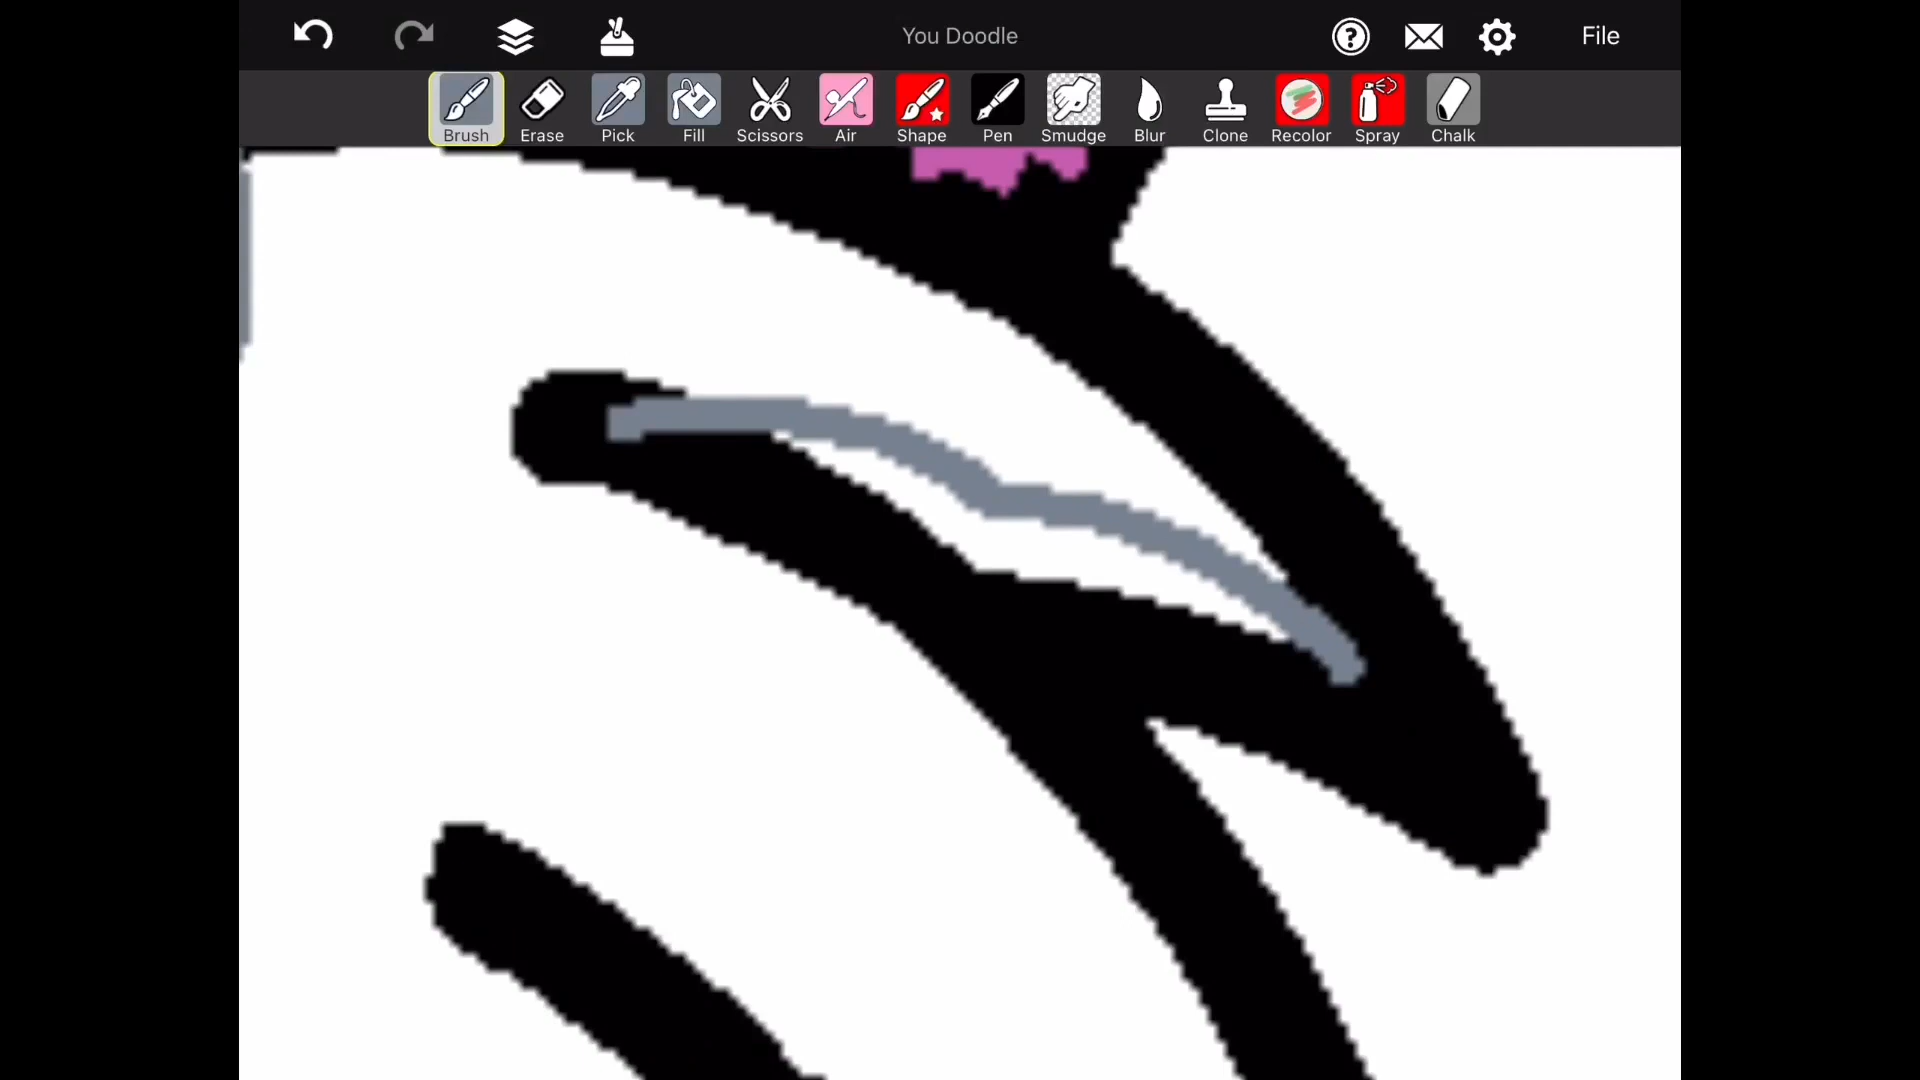 You Doodle
File
Brush
Erase
Pick
Fill
Scissors
Air
Shape
Pen
Smudge
Blur
Clone
Recolor
Spray
Chalk